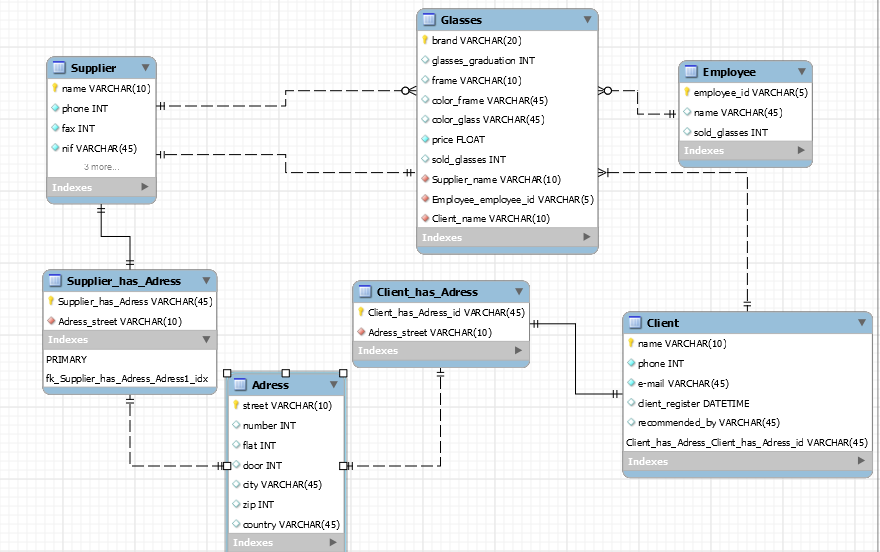 Supplier
name VARCHAR(10)
phone INT
fax INT
nif VARCHAR(45)
3 more...
Indexes
Glasses
brand VARCHAR(20)
glasses_graduation INT
frame VARCHAR(10)
color_frame VARCHAR(45)
color_glass VARCHAR(45)
price FLOAT
sold_glasses INT
Supplier_name VARCHAR(10)
Employee_employee_id VARCHAR(5)
Client_name VARCHAR(10)
Indexes
Employee
employee_id VARCHAR(5)
name VARCHAR(45)
sold_glasses INT
Indexes
Supplier_has_Adress
Supplier_has_Adress VARCHAR(45)
Adress_street VARCHAR(10)
Indexes
PRIMARY
fk_Supplier_has_Adress_Adress1_idx
Client_has_Adress
Client_has_Adress_id VARCHAR(45)
Adress_street VARCHAR(10)
Indexes
Client
name VARCHAR(10)
phone INT
e-mail VARCHAR(45)
client_register DATETIME
recommended_by VARCHAR(45)
Client_has_Adress_Client_has_Adress_id VARCHAR(45)
Indexes
Adress
street VARCHAR(10)
number INT
flat INT
door INT
city VARCHAR(45)
zip INT
country VARCHAR(45)
Indexes